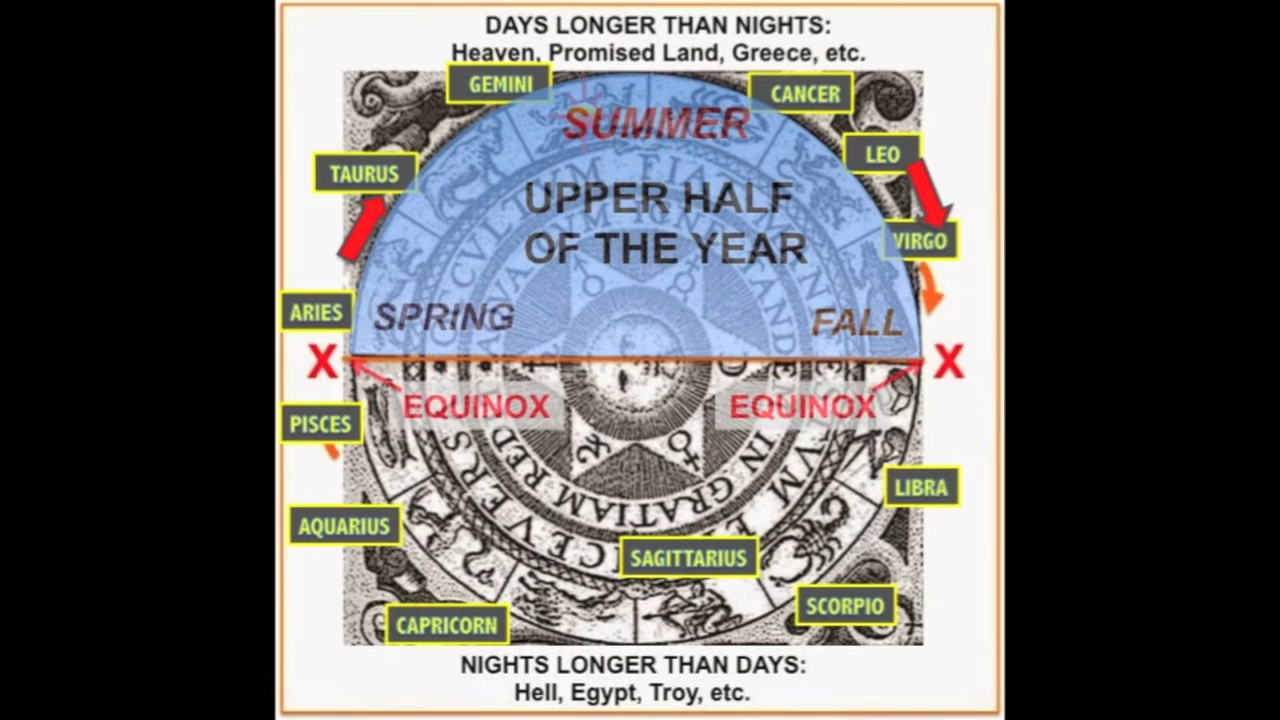 DAYS LONGER THAN NIGHTS:
Heaven, Promised Land, Greece, etc.
GEMINI
CANCER
SUMMER
LEO
TAURUS
UPPER HALF
OF THE YEAR
VIRGO
ARIES
SPRING
FALL
X
X
EQUINOX
EQUINOX
PISCES
IN GRATIAM
LIBRA
AQUARIUS
SAGITTARIUS
SCORPIO
CAPRICORN
NIGHTS LONGER THAN DAYS:
Hell, Egypt, Troy, etc.